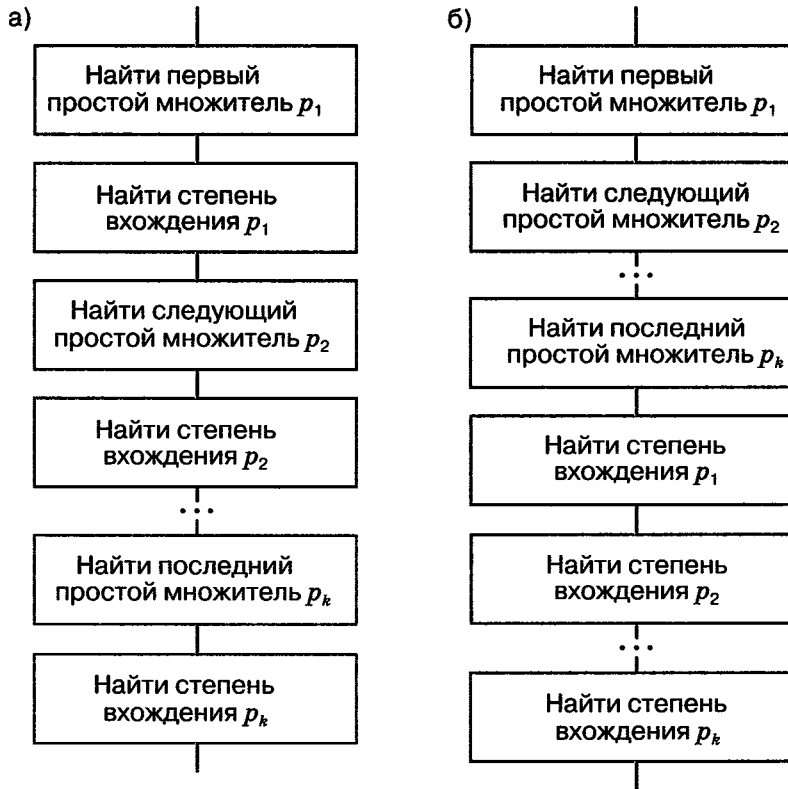 а)
Найти первый
простой множитель p₁
Найти степень
вхождения p₁
Найти следующий
простой множитель p₂
Найти степень
вхождения p₂
...
Найти последний
простой множитель pₖ
Найти степень
вхождения pₖ
б)
Найти первый
простой множитель p₁
Найти следующий
простой множитель p₂
...
Найти последний
простой множитель pₖ
Найти степень
вхождения p₁
Найти степень
вхождения p₂
...
Найти степень
вхождения pₖ